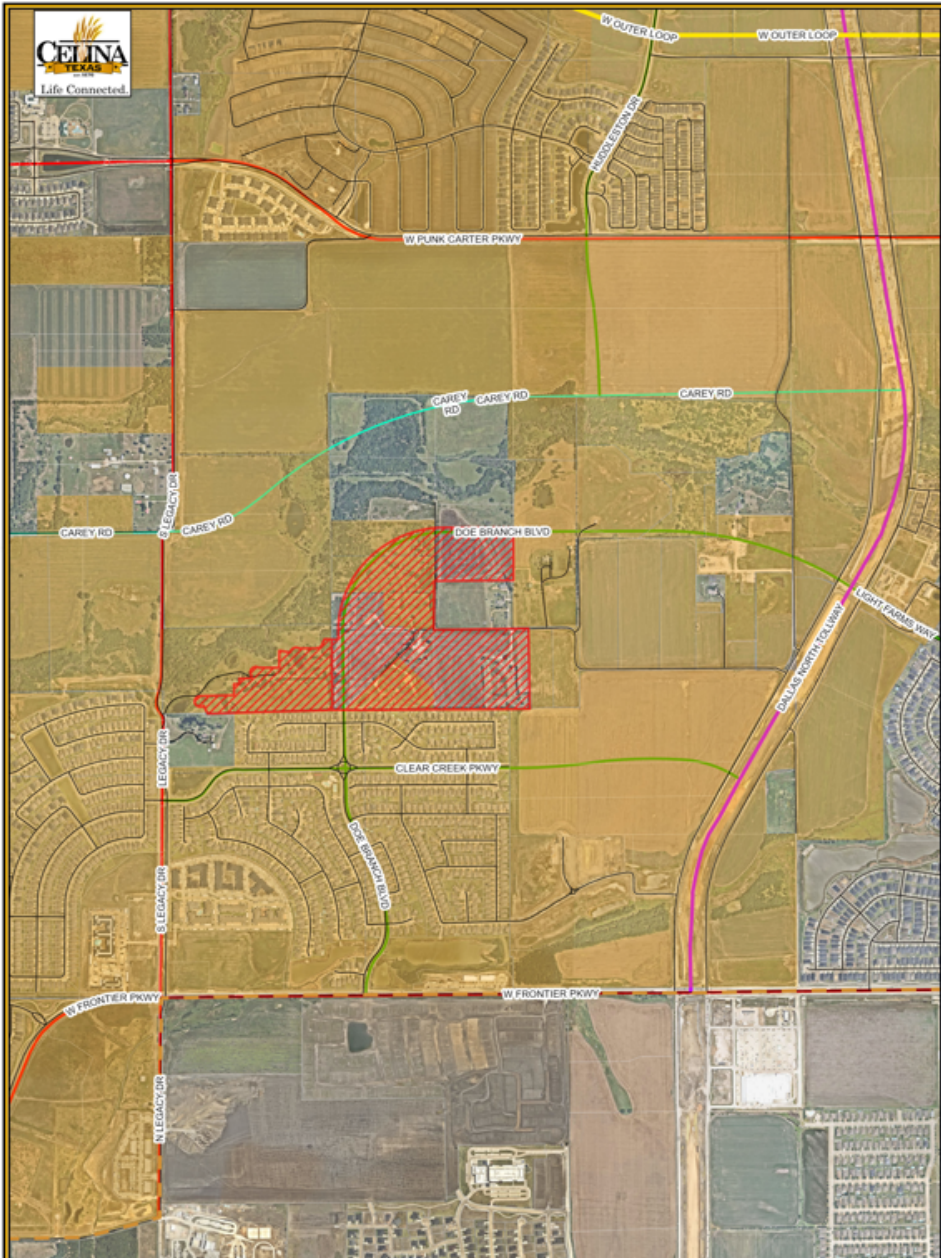 CELINA
TEXAS
Life Connected.
W OUTER LOOP
W OUTER LOOP
HUDDLESTON DR
W PUNK CARTER PKWY
CAREY
RD
CAREY RD
CAREY RD
S LEGACY DR
CAREY RD
CAREY RD
DOE BRANCH BLVD
LIGHT FARMS WAY
DALLAS NORTH TOLLWAY
LEGACY DR
CLEAR CREEK PKWY
DOE BRANCH BLVD
S LEGACY DR
W FRONTIER PKWY
W FRONTIER PKWY
N LEGACY DR